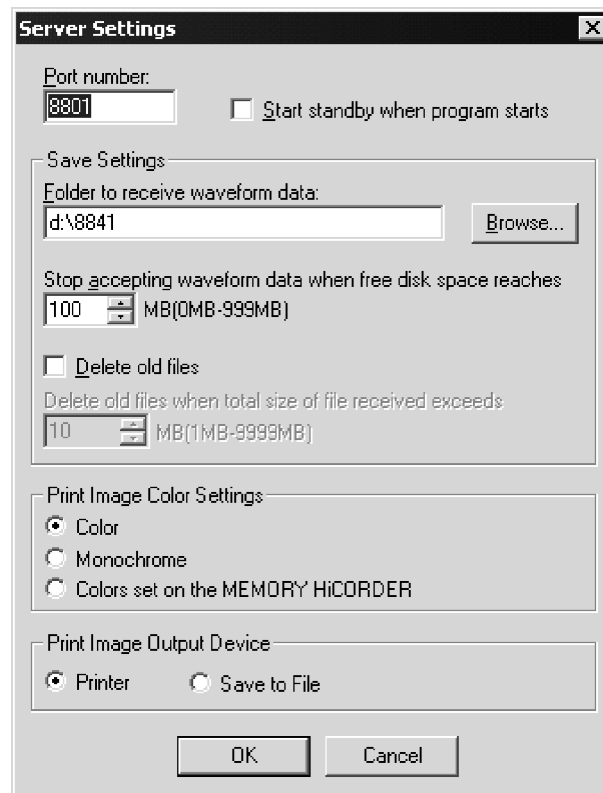 Server Settings
Port number:
8801
Start standby when program starts
Save Settings
Folder to receive waveform data:
d:\8841
Browse...
Stop accepting waveform data when free disk space reaches
100 MB(0MB-999MB)
Delete old files
Delete old files when total size of file received exceeds
10 MB(1MB-9999MB)
Print Image Color Settings
Color
Monochrome
Colors set on the MEMORY HiCORDER
Print Image Output Device
Printer Save to File
OK Cancel